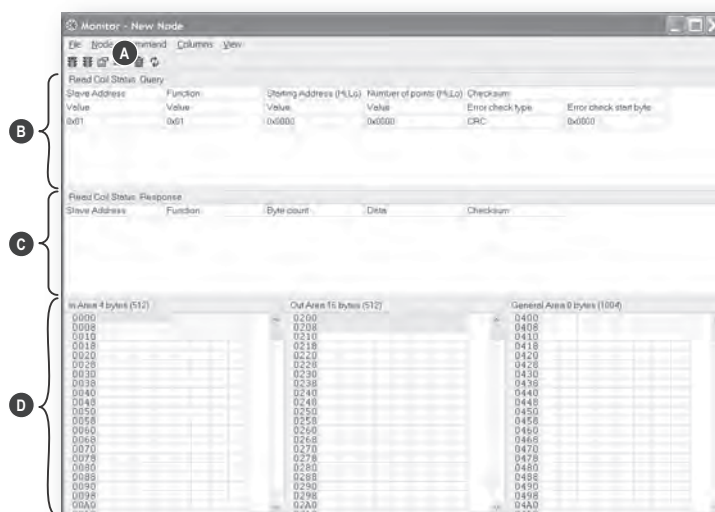 Monitor - New Node
File Node Command Columns View
A
Read Coil Status Query
Slave Address Function Starting Address (Hi,Lo) Number of points (Hi,Lo) Checksum
Value Value Value Value Error check type Error check start byte
0x01 0x01 0x0000 0x0000 CRC 0x0000
B
Read Coil Status Response
Slave Address Function Byte count Data Checksum
C
In Area 4 bytes (512) Out Area 16 bytes (512) General Area 0 bytes (1004)
0000 0200 0400
0008 0208 0408
0010 0210 0410
0018 0218 0418
0020 0220 0420
0028 0228 0428
0030 0230 0430
0038 0238 0438
0040 0240 0440
0048 0248 0448
0050 0250 0450
0058 0258 0458
0060 0260 0460
0068 0268 0468
0070 0270 0470
D
0078 0278 0478
0080 0280 0480
0088 0288 0488
0090 0290 0490
0098 0298 0498
00A0 02A0 04A0